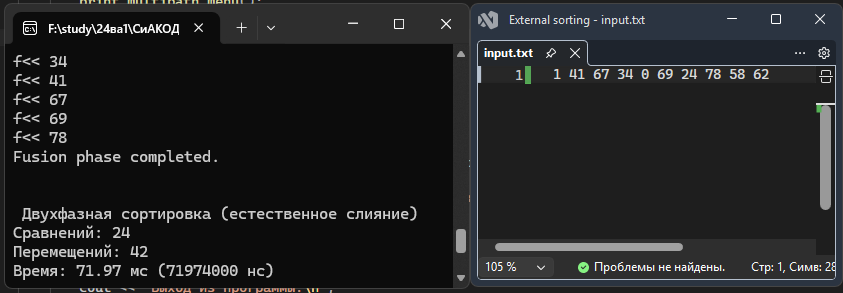 print_multipath_menu();
F:\study\24ва1\СиАКОД
f<< 34
f<< 41
f<< 67
f<< 69
f<< 78
Fusion phase completed.
Двухфазная сортировка (естественное слияние)
Сравнений: 24
Перемещений: 42
Время: 71.97 мс (71974000 нс)
cout << "Выход из программы.\n";
External sorting - input.txt
input.txt
1 1 41 67 34 0 69 24 78 58 62
105 % Проблемы не найдены. Стр: 1, Симв: 28